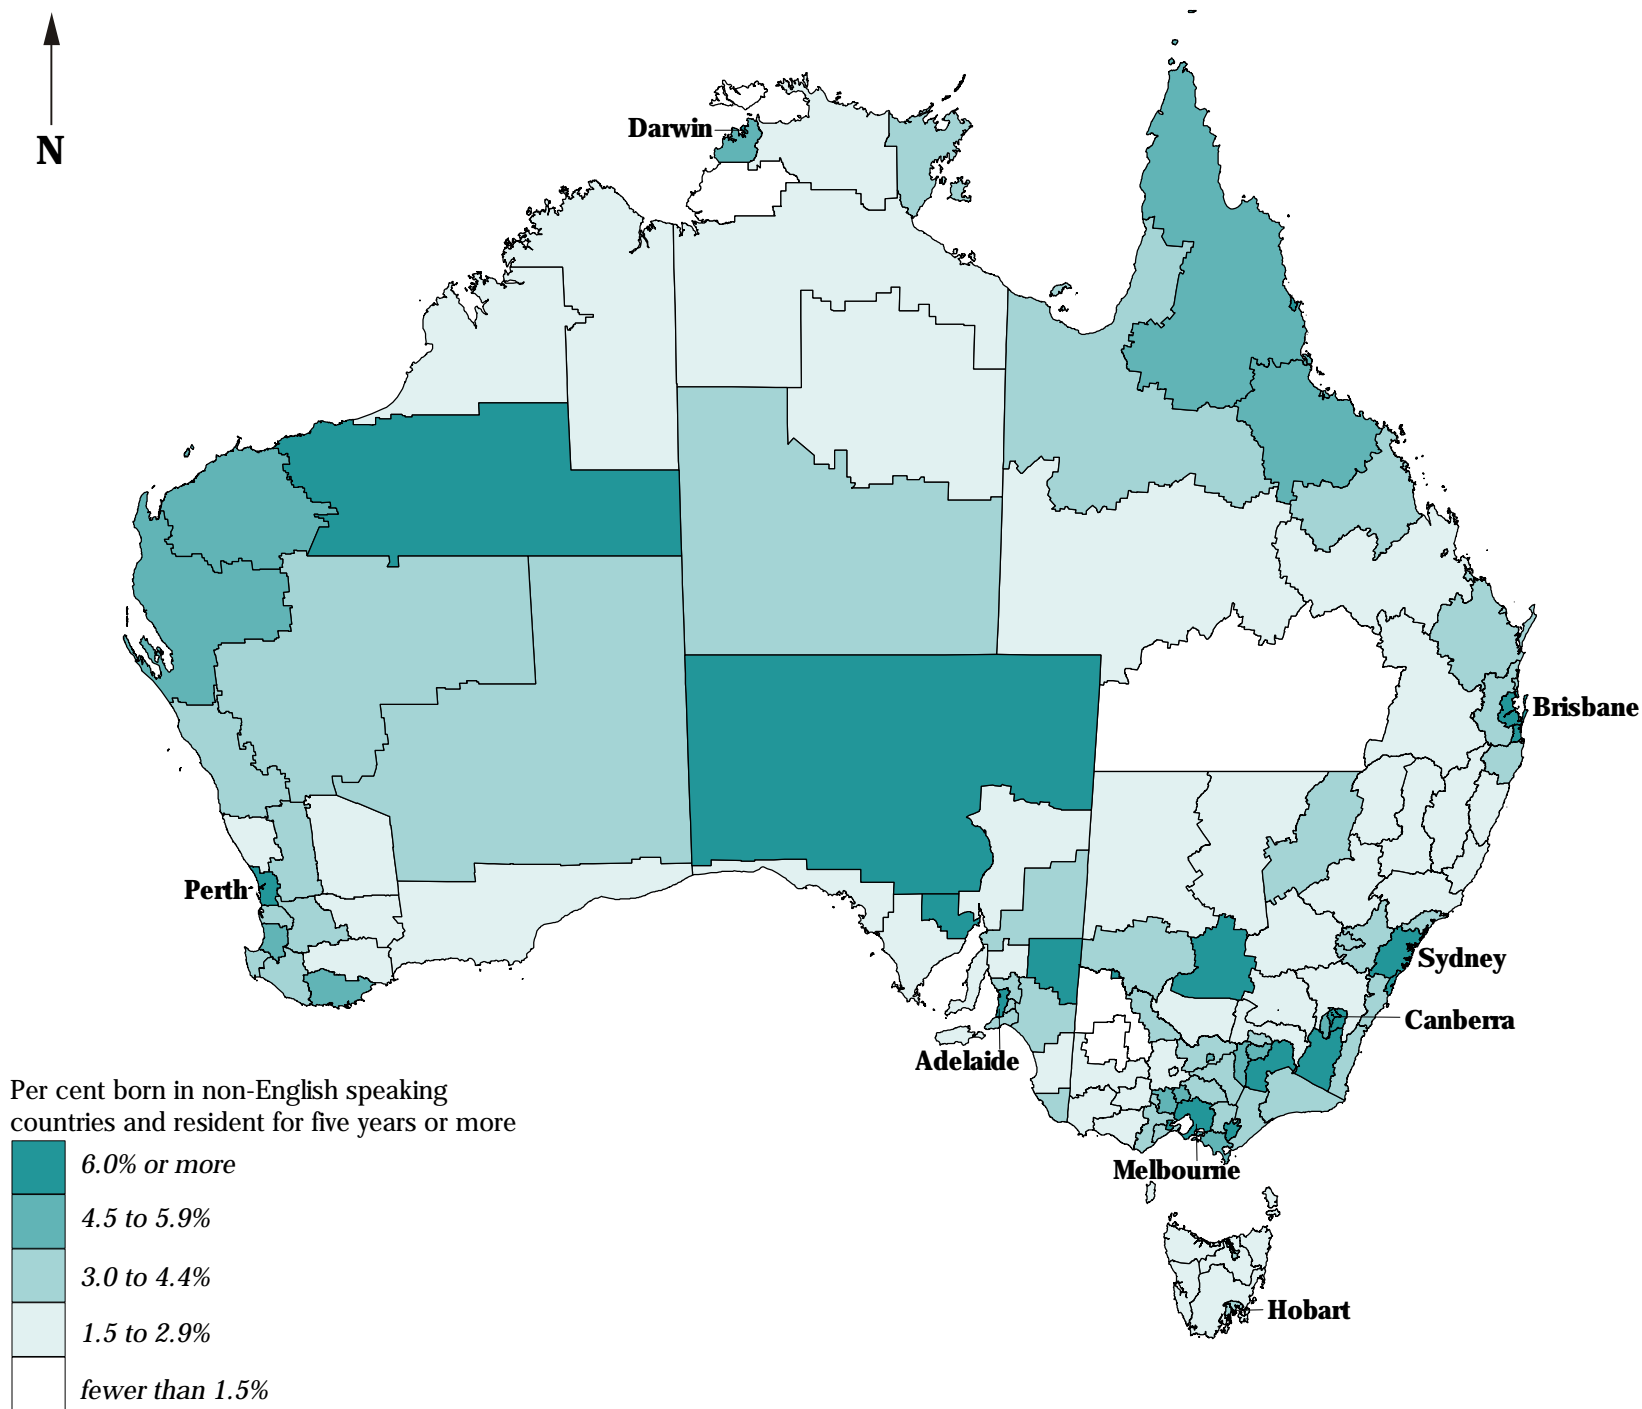 N
Darwin
Brisbane
Perth
Sydney
Canberra
Adelaide
Melbourne
Hobart
Per cent born in non-English speaking
countries and resident for five years or more
6.0% or more
4.5 to 5.9%
3.0 to 4.4%
1.5 to 2.9%
fewer than 1.5%